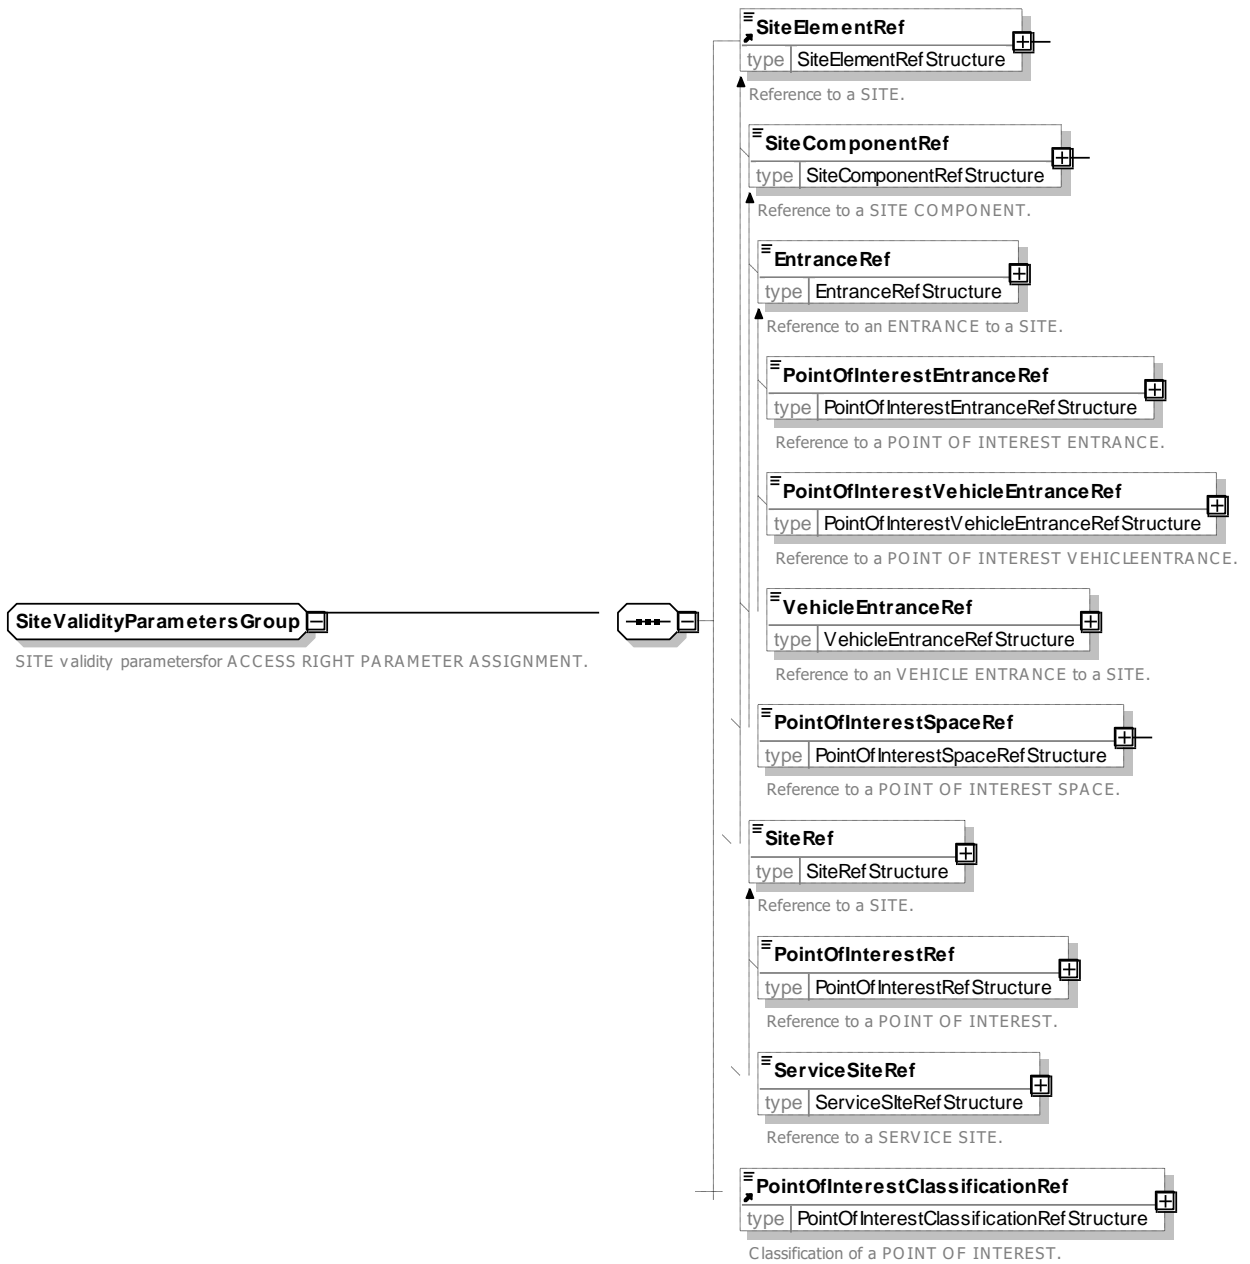 SiteElementRef
type SiteElementRefStructure
Reference to a SITE.
SiteComponentRef
type SiteComponentRefStructure
Reference to a SITE COMPONENT.
EntranceRef
type EntranceRefStructure
Reference to an ENTRANCE to a SITE.
PointOfInterestEntranceRef
type PointOfInterestEntranceRefStructure
Reference to a POINT OF INTEREST ENTRANCE.
PointOfInterestVehicleEntranceRef
type PointOfInterestVehicleEntranceRefStructure
Reference to a POINT OF INTEREST VEHICLEENTRANCE.
SiteValidityParametersGroup
SITE validity parametersfor ACCESS RIGHT PARAMETER ASSIGNMENT.
VehicleEntranceRef
type VehicleEntranceRefStructure
Reference to an VEHICLE ENTRANCE to a SITE.
PointOfInterestSpaceRef
type PointOfInterestSpaceRefStructure
Reference to a POINT OF INTEREST SPACE.
SiteRef
type SiteRefStructure
Reference to a SITE.
PointOfInterestRef
type PointOfInterestRefStructure
Reference to a POINT OF INTEREST.
ServiceSiteRef
type ServiceSIteRefStructure
Reference to a SERVICE SITE.
PointOfInterestClassificationRef
type PointOfInterestClassificationRefStructure
Classification of a POINT OF INTEREST.